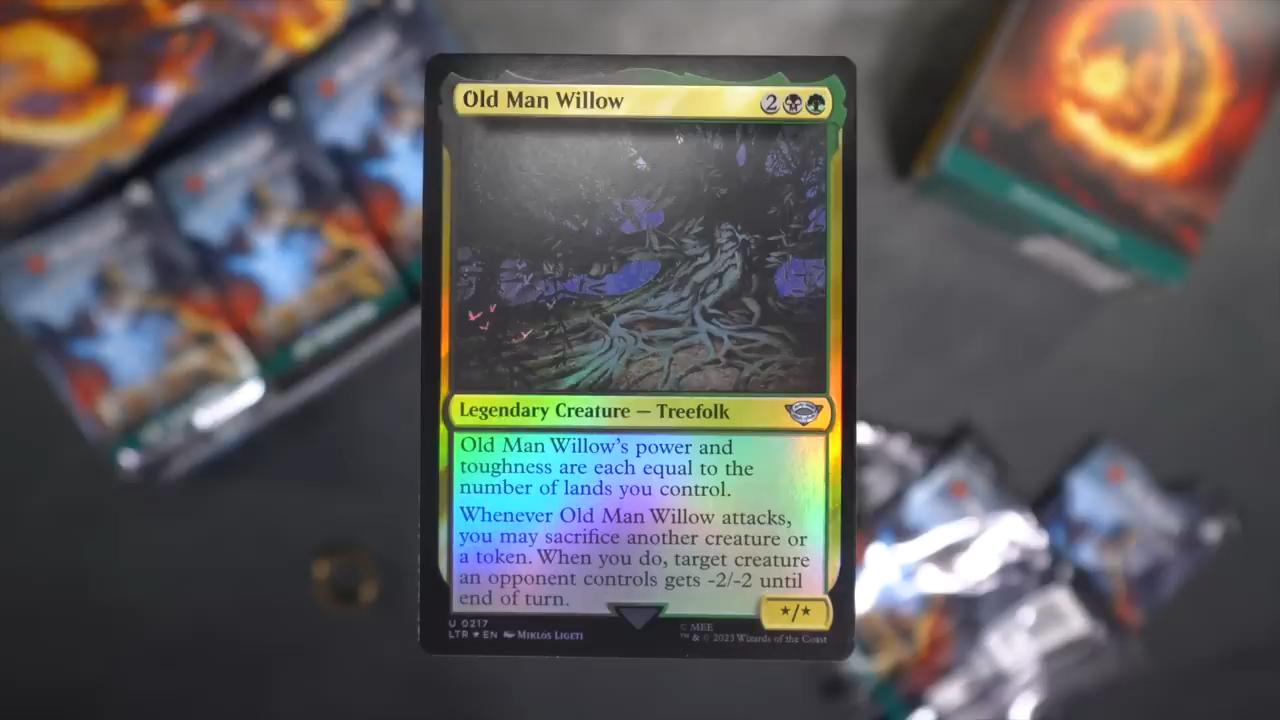 Old Man Willow 2
Legendary Creature — Treefolk
Old Man Willow's power and
toughness are each equal to the
number of lands you control.
Whenever Old Man Willow attacks,
you may sacrifice another creature or
a token. When you do, target creature
an opponent controls gets -2/-2 until
end of turn.
*/*
U 0217
LTR ★ EN Miklós Ligeti
© MEE
™ & © 2023 Wizards of the Coast